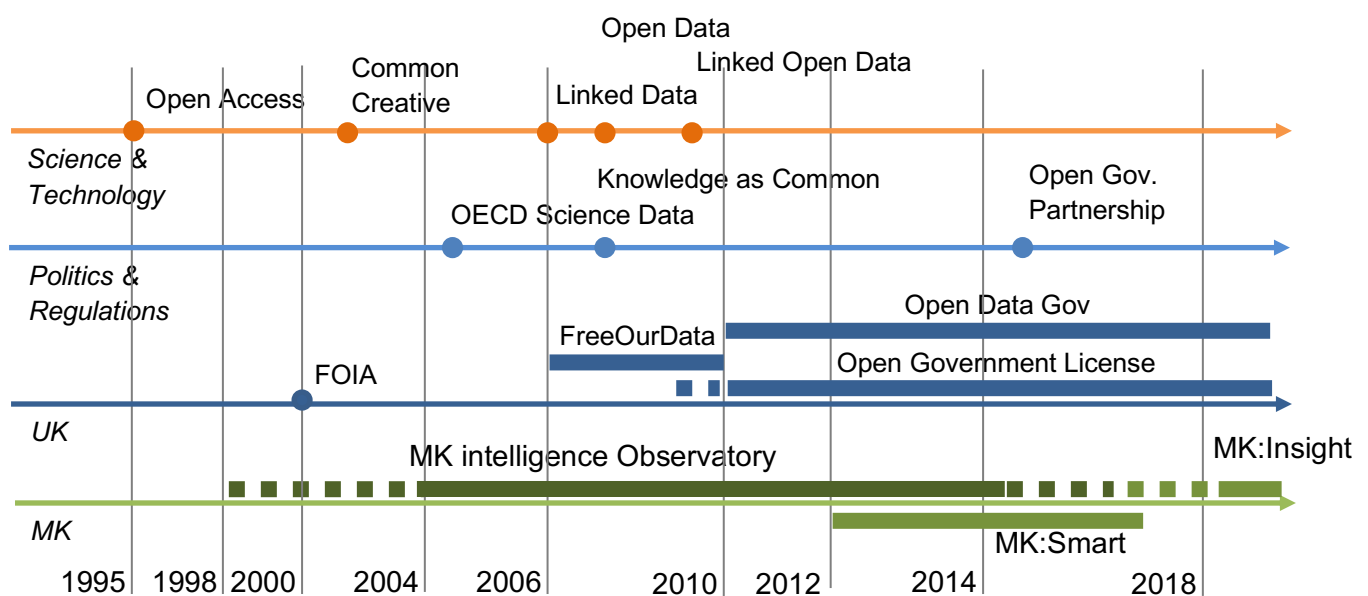 Open Data
Linked Open Data
Common
Creative
Open Access
Linked Data
Science &
Technology
Knowledge as Common
Open Gov.
Partnership
OECD Science Data
Politics &
Regulations
Open Data Gov
FreeOurData
Open Government License
FOIA
UK
MK intelligence Observatory
MK:Insight
MK
MK:Smart
1995 1998 2000 2004 2006 2010 2012 2014 2018